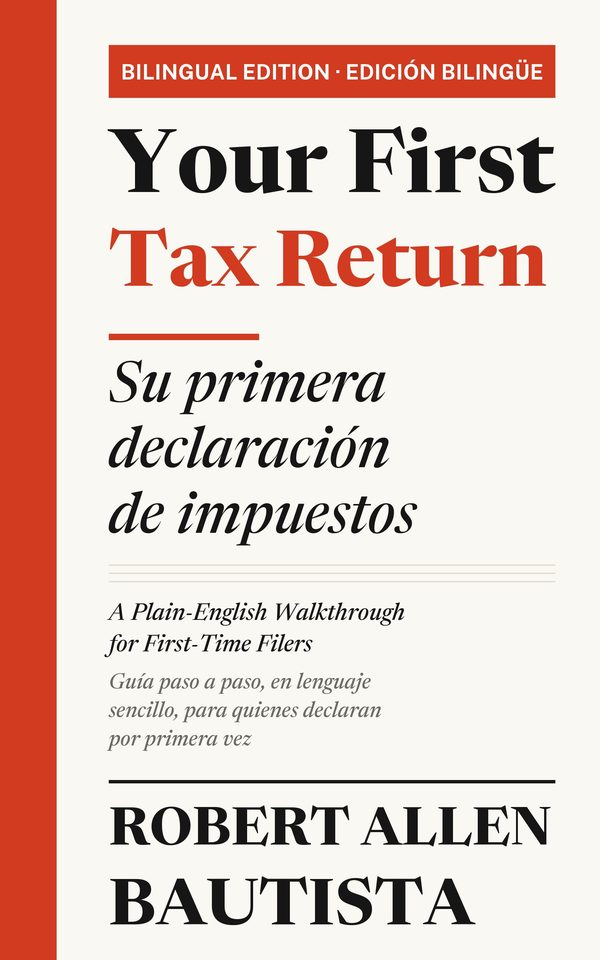 BILINGUAL EDITION · EDICIÓN BILINGÜE
Your First
Tax Return
Su primera
declaración
de impuestos
A Plain-English Walkthrough
for First-Time Filers
Guía paso a paso, en lenguaje
sencillo, para quienes declaran
por primera vez
ROBERT ALLEN
BAUTISTA